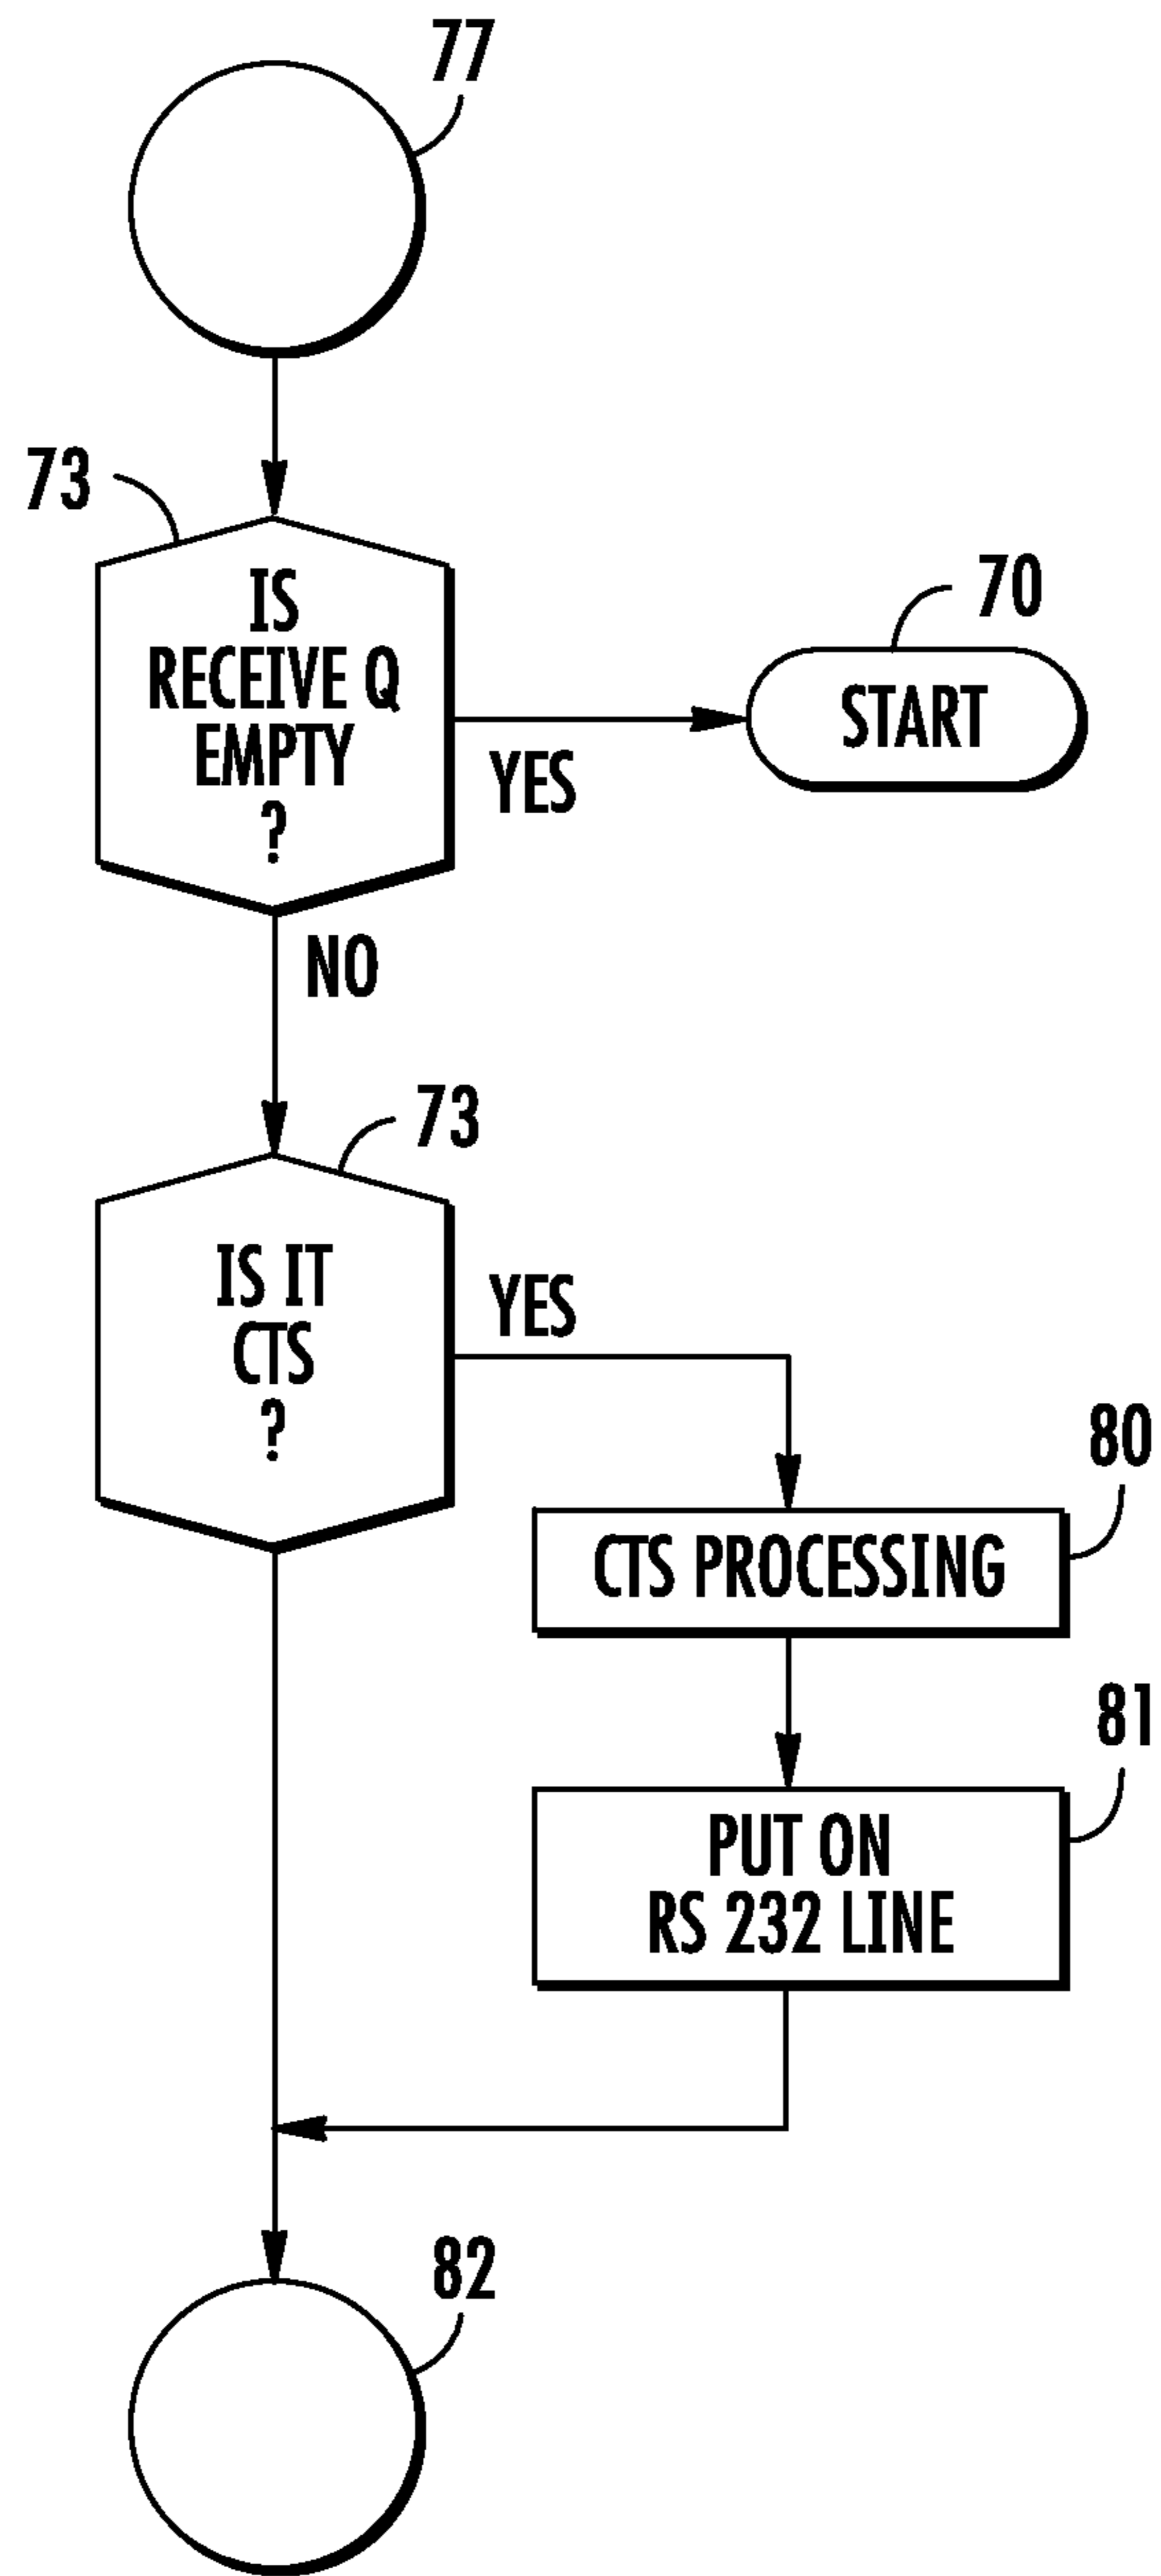 77
73
IS
RECEIVE Q
EMPTY
?
YES
70
START
NO
73
IS IT
CTS
?
YES
80
CTS PROCESSING
81
PUT ON
RS 232 LINE
82